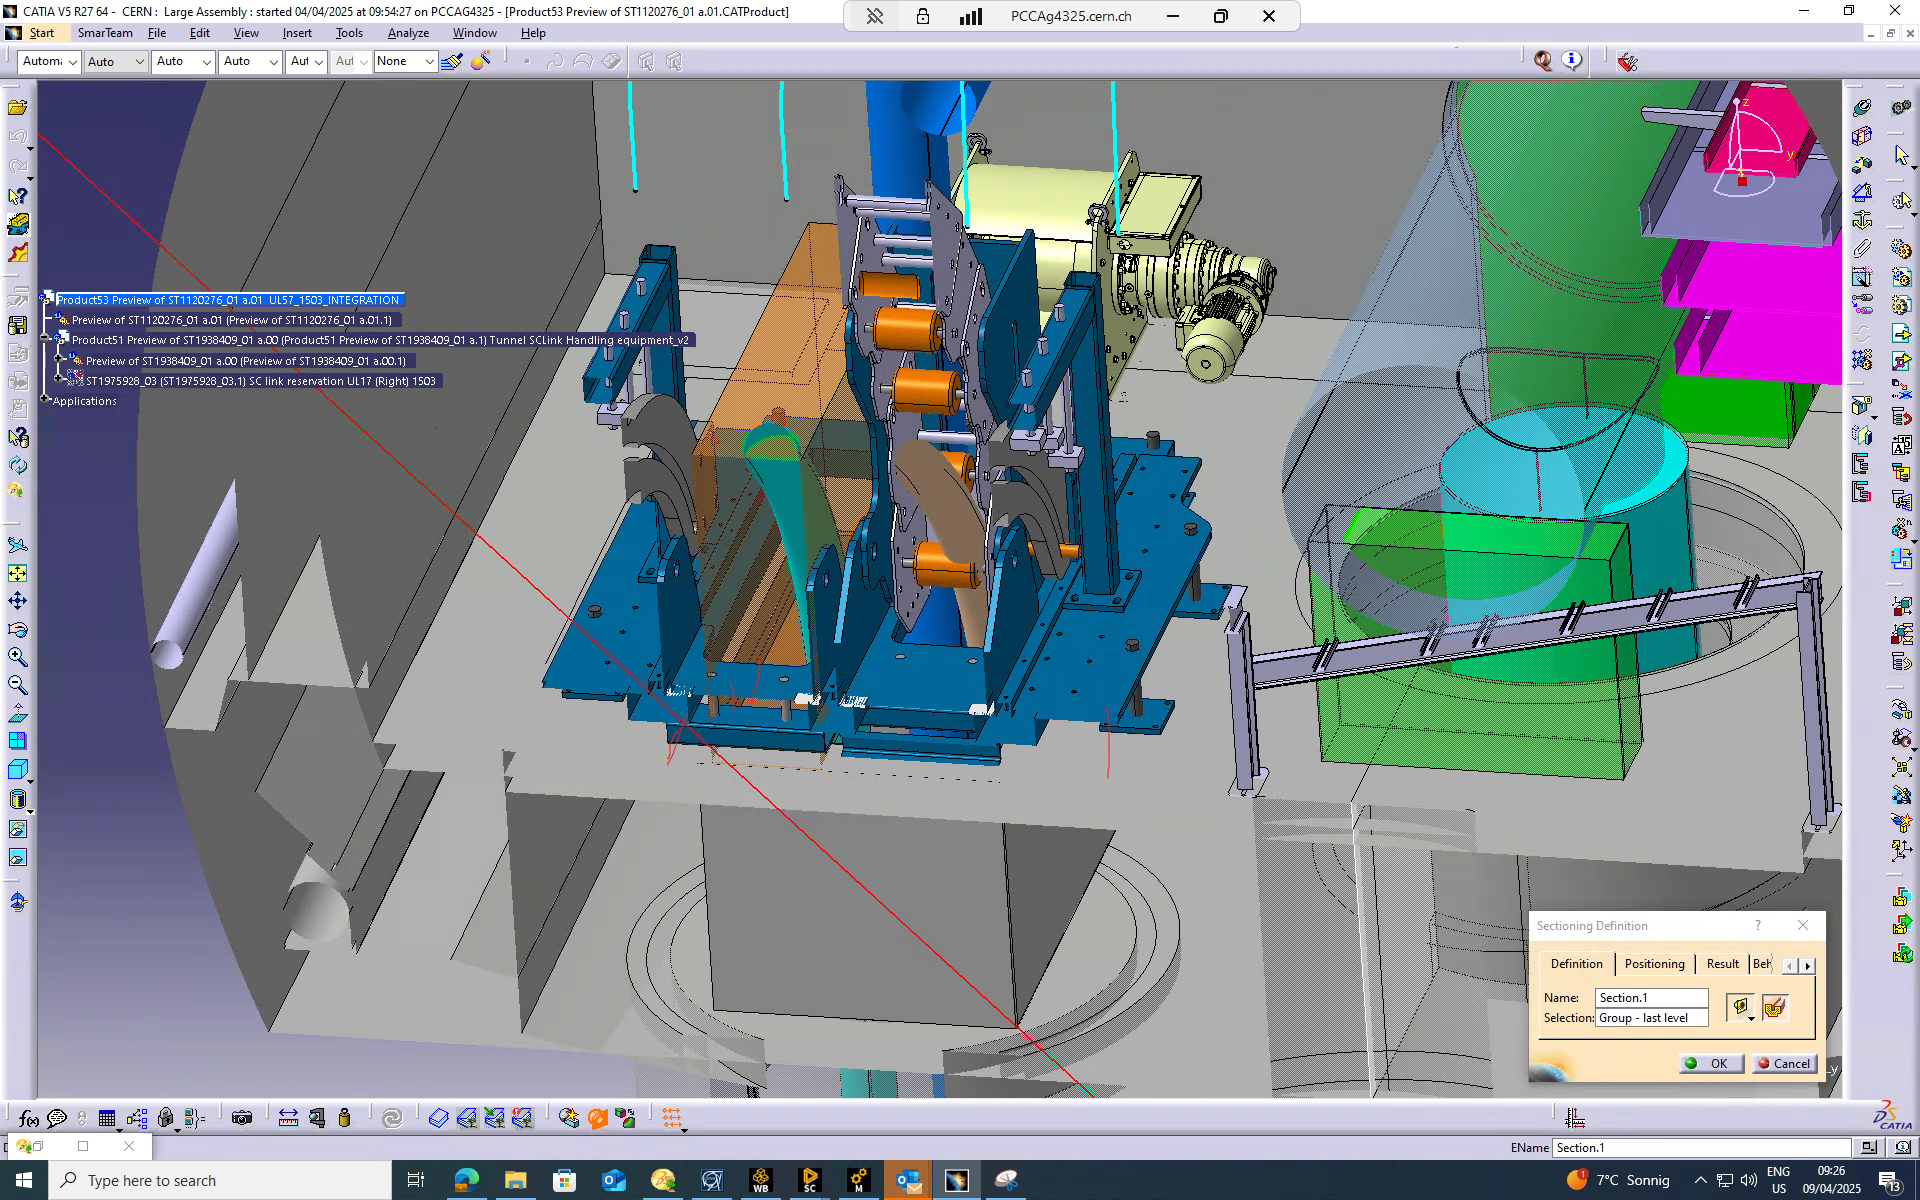 CATIA V5 R27 64 - CERN : Large Assembly : started 04/04/2025 at 09:54:27 on PCCAG4325 - [Product53 Preview of ST1120276_01 a.01.CATProduct]
PCCAg4325.cern.ch
Start SmarTeam File Edit View Insert Tools Analyze Window Help
Auto Auto Auto None
Product53 Preview of ST1120276_01 a.01 UL57_1503_INTEGRATION
Preview of ST1120276_01 a.01 (Preview of ST1120276_01 a.01.1)
Product51 Preview of ST1938409_01 a.00 (Product51 Preview of ST1938409_01 a.1) Tunnel SCLink Handling equipment_v2
Preview of ST1938409_01 a.00 (Preview of ST1938409_01 a.00.1)
ST1975928_03 (ST1975928_03.1) SC link reservation UL17 (Right) 1503
Applications
z
y
Sectioning Definition ?
Definition Positioning Result Beh
Name: Section.1
Selection: Group - last level
OK Cancel
y
f(x)
CATIA
EName Section.1
Type here to search
WB SC M
7°C Sonnig
ENG
US
09:26
09/04/2025
13